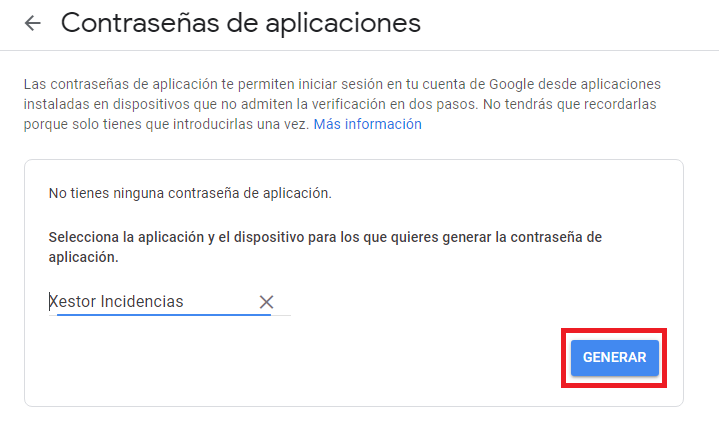 Contraseñas de aplicaciones
Las contraseñas de aplicación te permiten iniciar sesión en tu cuenta de Google desde aplicaciones
instaladas en dispositivos que no admiten la verificación en dos pasos. No tendrás que recordarlas
porque solo tienes que introducirlas una vez. Más información
No tienes ninguna contraseña de aplicación.
Selecciona la aplicación y el dispositivo para los que quieres generar la contraseña de
aplicación.
Xestor Incidencias
GENERAR